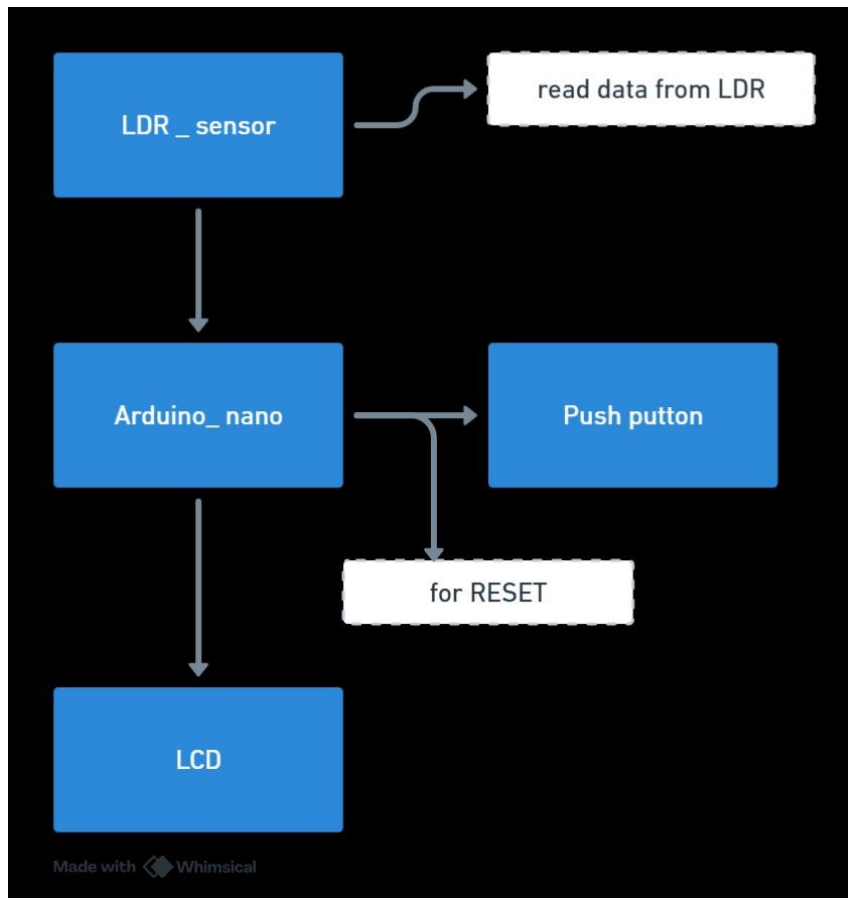 LDR _ sensor
read data from LDR
Arduino_ nano
Push putton
for RESET
LCD
Made with Whimsical